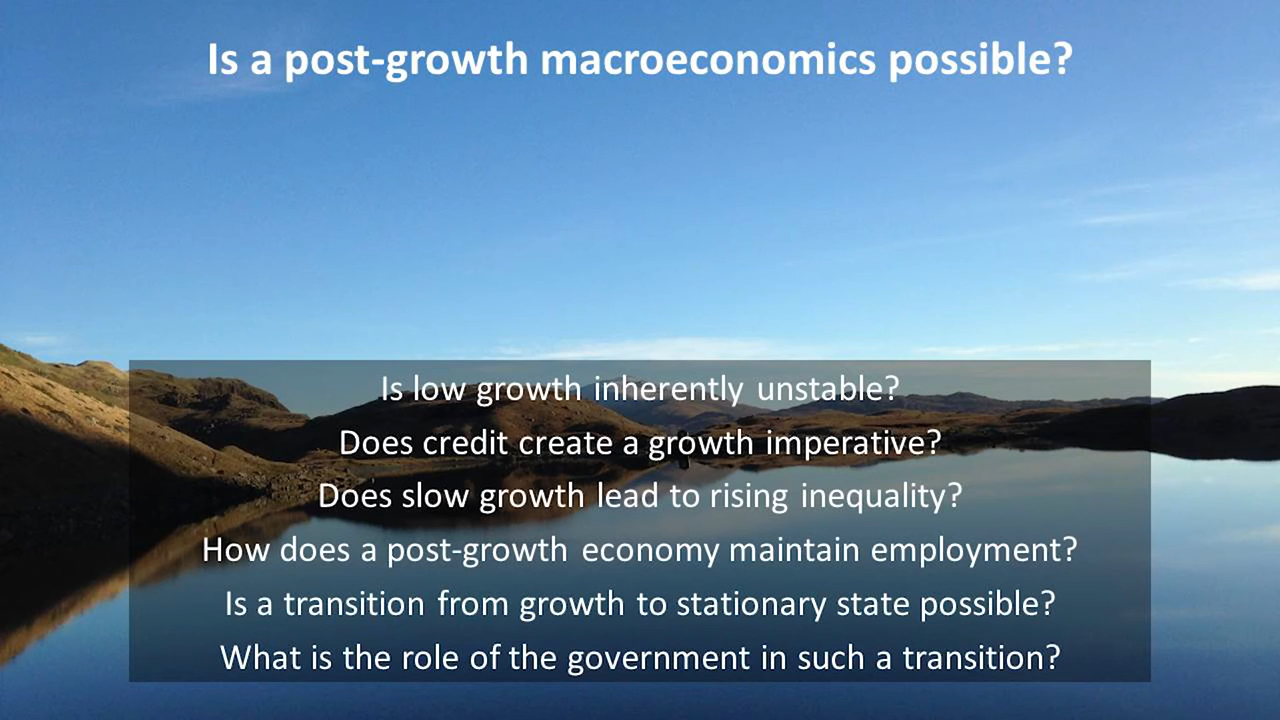 Is a post-growth macroeconomics possible?
Is low growth inherently unstable?
Does credit create a growth imperative?
Does slow growth lead to rising inequality?
How does a post-growth economy maintain employment?
Is a transition from growth to stationary state possible?
What is the role of the government in such a transition?